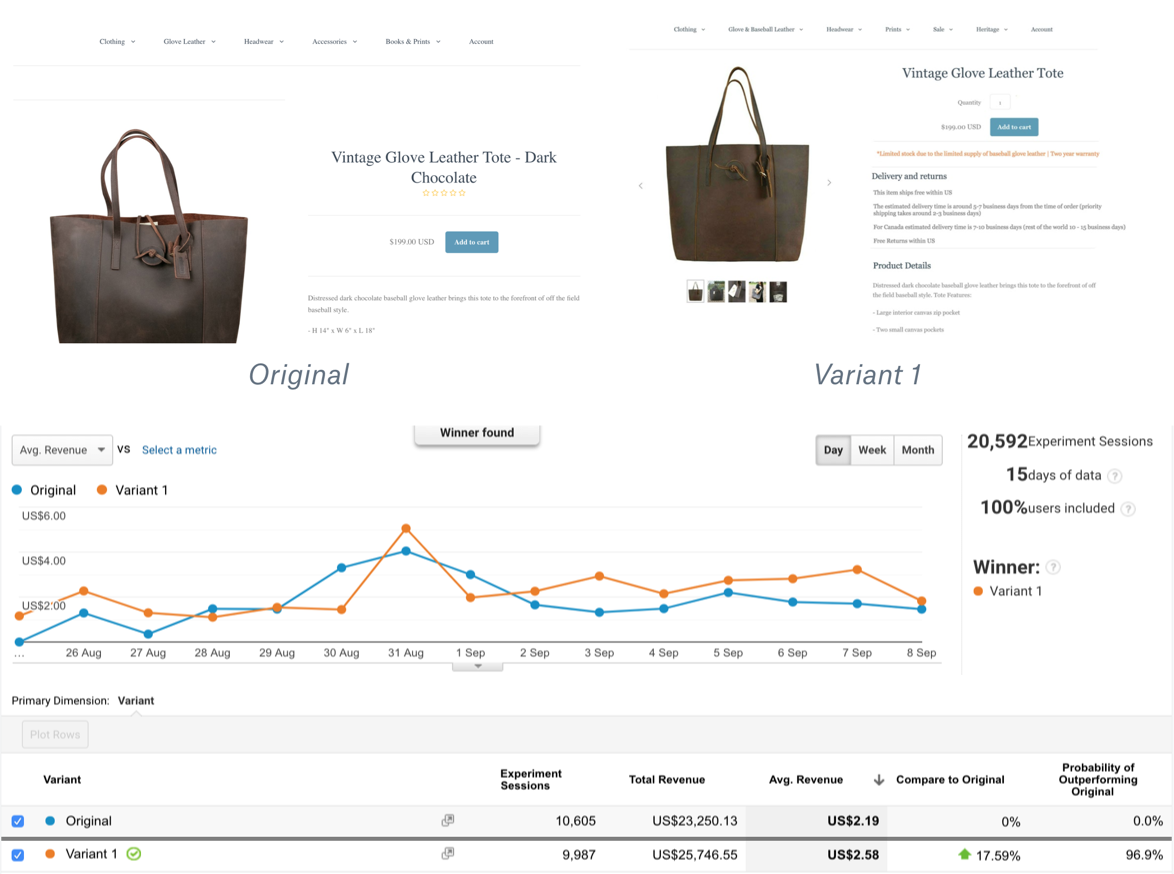 Clothing Glove Leather Headwear Accessories Books & Prints Account
Vintage Glove Leather Tote - Dark
Chocolate
$199.00 USD Add to cart
Distressed dark chocolate baseball glove leather brings this tote to the forefront of off the field
baseball style.
- H 14" x W 6" x L 18"
Original
Clothing Glove & Baseball Leather Headwear Prints Sale Heritage Account
Vintage Glove Leather Tote
Quantity 1
$199.00 USD Add to cart
*Limited stock due to the limited supply of baseball glove leather | Two year warranty
Delivery and returns
This item ships free within US
The estimated delivery time is around 5-7 business days from the time of order (priority
shipping takes around 2-3 business days)
For Canada estimated delivery time is 7-10 business days (rest of the world 10 - 15 business days)
Free Returns within US
Product Details
Distressed dark chocolate baseball glove leather brings this tote to the forefront of off
the field baseball style. Tote Features:
- Large interior canvas zip pocket
- Two small canvas pockets
Variant 1
Winner found
Avg. Revenue VS Select a metric
Day Week Month
Original Variant 1
US$6.00
US$4.00
US$2.00
... 26 Aug 27 Aug 28 Aug 29 Aug 30 Aug 31 Aug 1 Sep 2 Sep 3 Sep 4 Sep 5 Sep 6 Sep 7 Sep 8 Sep
20,592 Experiment Sessions
15 days of data ?
100% users included ?
Winner: ?
Variant 1
Primary Dimension: Variant
Plot Rows
Variant Experiment Sessions Total Revenue Avg. Revenue Compare to Original Probability of Outperforming Original
Original 10,605 US$23,250.13 US$2.19 0% 0.0%
Variant 1 9,987 US$25,746.55 US$2.58 17.59% 96.9%